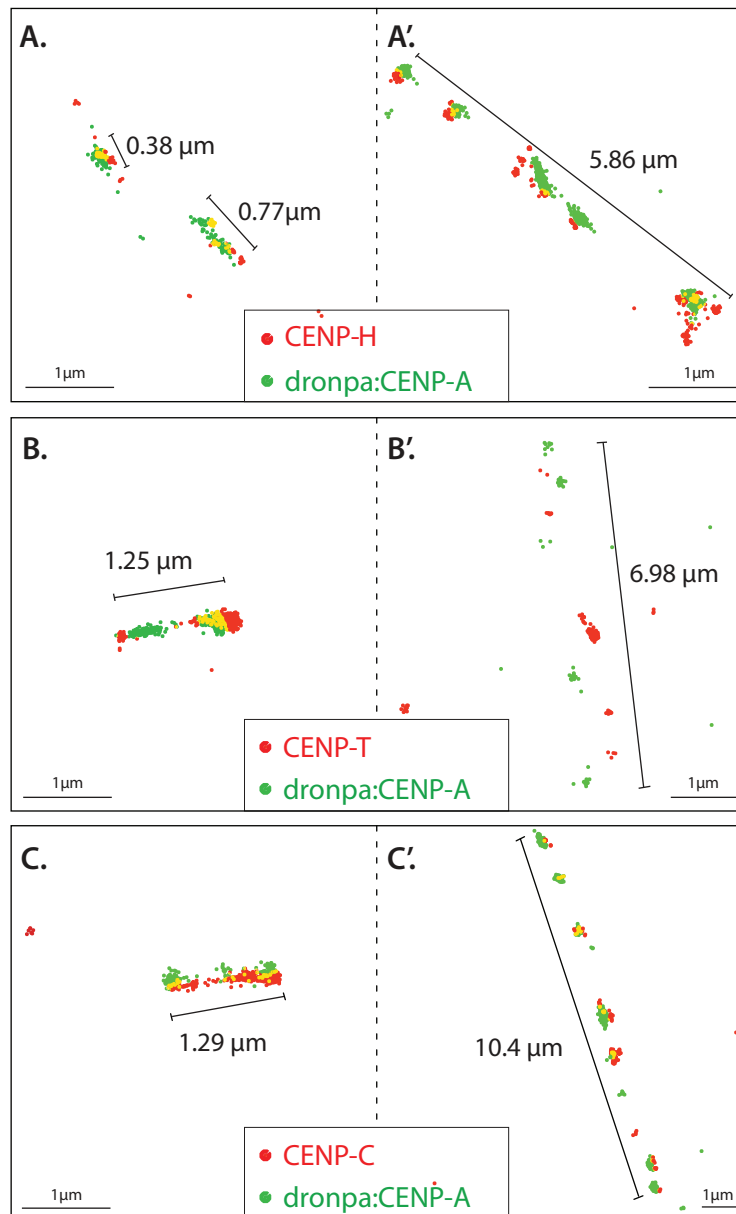 A.
A'.
0.38 µm
0.77µm
5.86 µm
CENP-H
dronpa:CENP-A
1µm
1µm
B.
B'.
1.25 µm
6.98 µm
CENP-T
dronpa:CENP-A
1µm
1µm
C.
C'.
1.29 µm
10.4 µm
CENP-C
dronpa:CENP-A
1µm
1µm